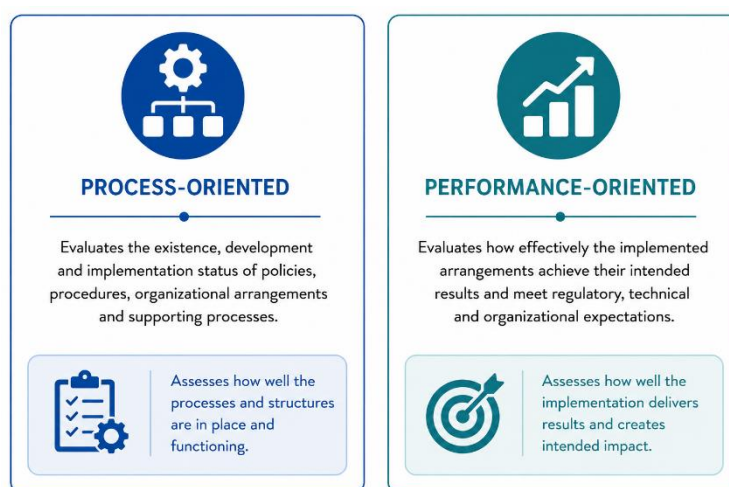 PROCESS-ORIENTED
Evaluates the existence, development
and implementation status of policies,
procedures, organizational arrangements
and supporting processes.
Assesses how well the
processes and structures
are in place and
functioning.
PERFORMANCE-ORIENTED
Evaluates how effectively the implemented
arrangements achieve their intended
results and meet regulatory, technical
and organizational expectations.
Assesses how well the
implementation delivers
results and creates
intended impact.